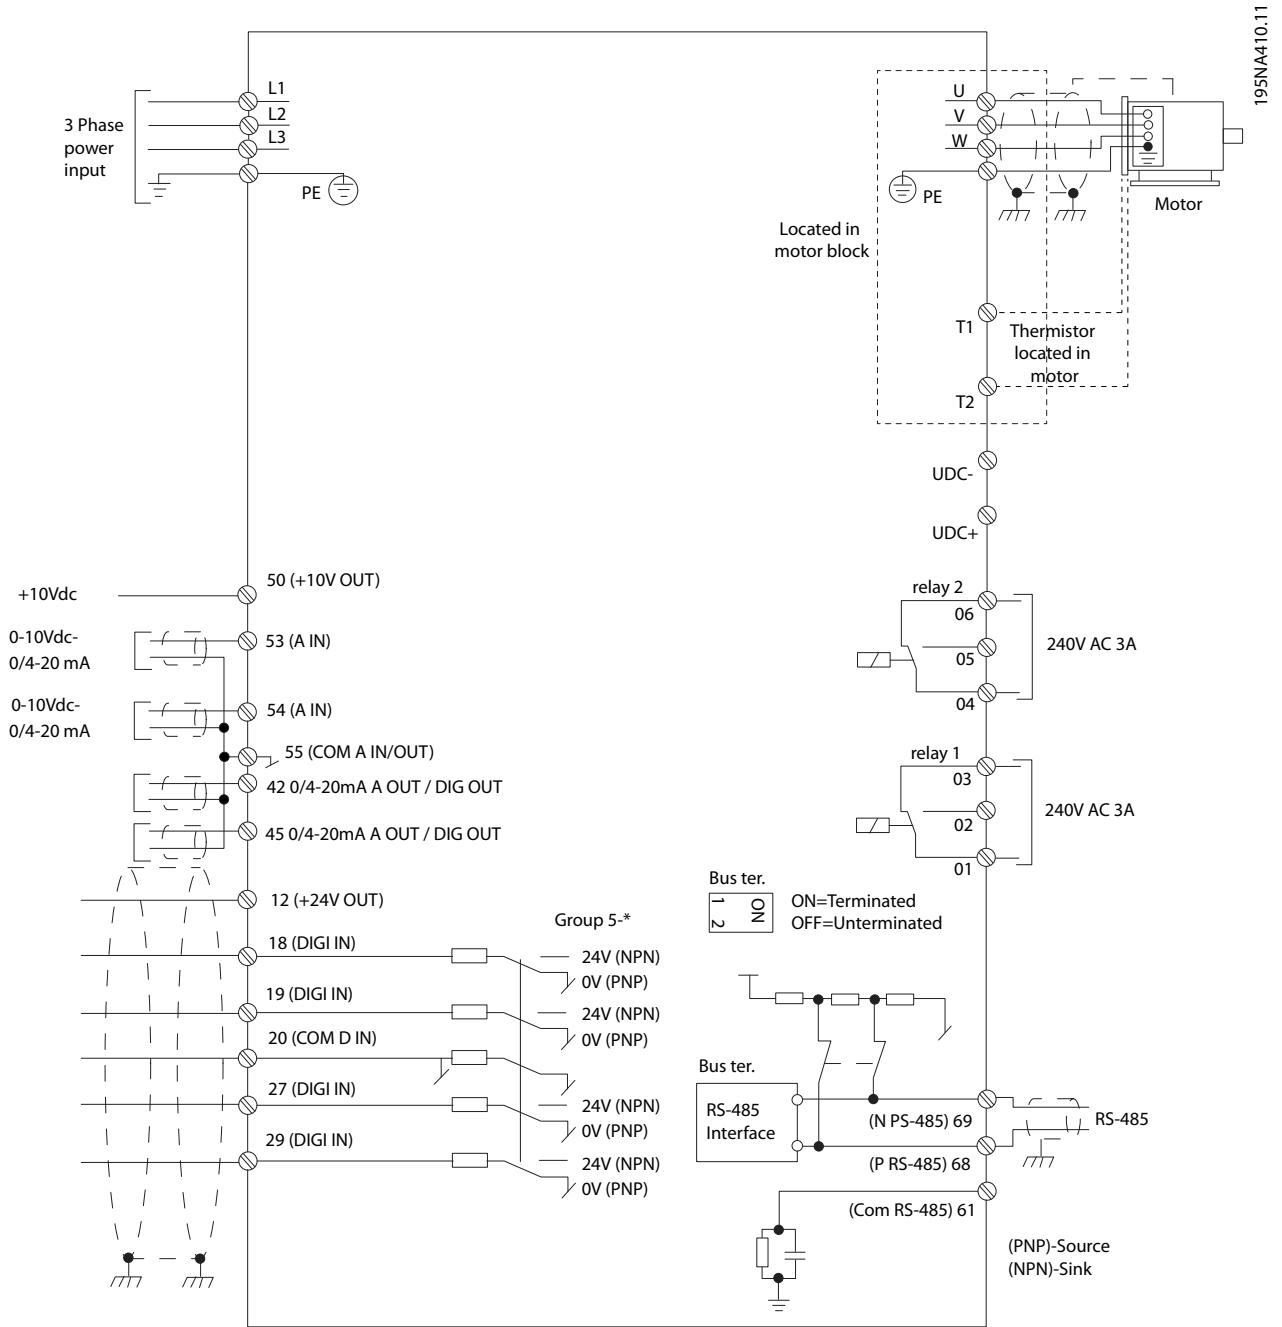 195NA410.11
3 Phase
power
input
L1
L2
L3
PE
U
V
W
PE
Motor
Located in
motor block
T1
Thermistor
located in
motor
T2
UDC-
UDC+
+10Vdc
50 (+10V OUT)
0-10Vdc-
0/4-20 mA
53 (A IN)
0-10Vdc-
0/4-20 mA
54 (A IN)
55 (COM A IN/OUT)
42 0/4-20mA A OUT / DIG OUT
45 0/4-20mA A OUT / DIG OUT
12 (+24V OUT)
18 (DIGI IN)
19 (DIGI IN)
20 (COM D IN)
27 (DIGI IN)
29 (DIGI IN)
Group 5-*
24V (NPN)
0V (PNP)
24V (NPN)
0V (PNP)
24V (NPN)
0V (PNP)
24V (NPN)
0V (PNP)
relay 2
06
05
04
240V AC 3A
relay 1
03
02
01
240V AC 3A
Bus ter.
1
2
ON
ON=Terminated
OFF=Unterminated
Bus ter.
RS-485
Interface
(N PS-485) 69
RS-485
(P RS-485) 68
(Com RS-485) 61
(PNP)-Source
(NPN)-Sink